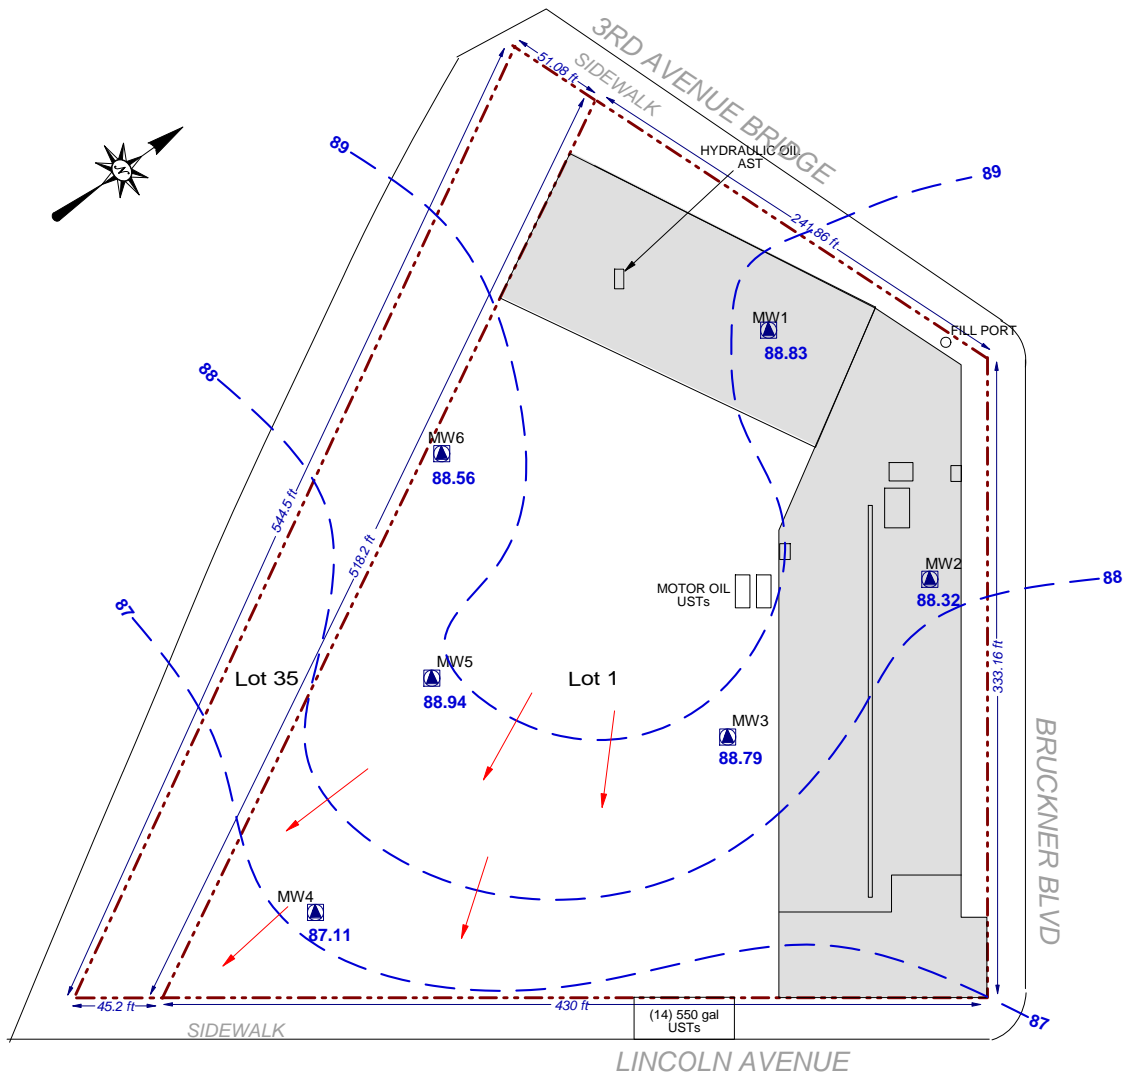 3RD AVENUE BRIDGE
SIDEWALK
51.08 ft
89
HYDRAULIC OIL
AST
89
241.86 ft
N
MW1
88.83
FILL PORT
88
MW6
88.56
544.5 ft
518.2 ft
MW2
88.32
88
MOTOR OIL
USTs
87
333.16 ft
Lot 35
MW5
88.94
Lot 1
MW3
88.79
BRUCKNER BLVD
MW4
87.11
45.2 ft
430 ft
(14) 550 gal
USTs
87
SIDEWALK
LINCOLN AVENUE